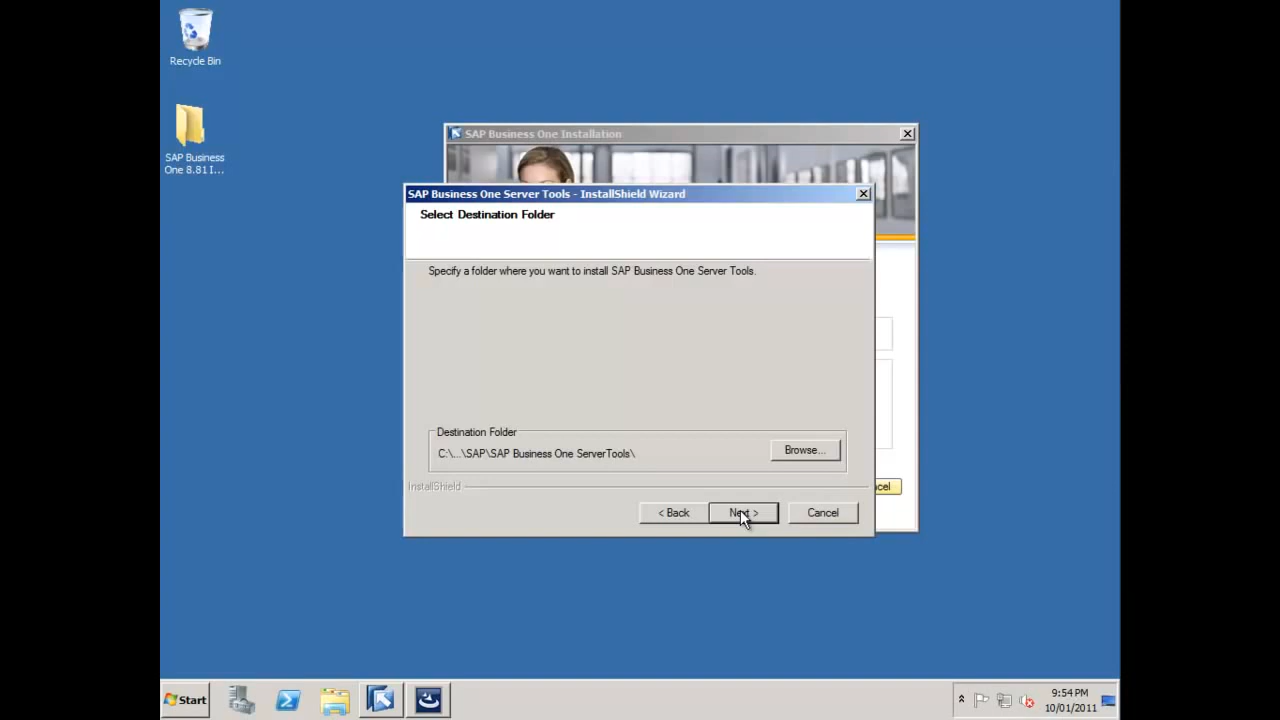 Recycle Bin
SAP Business
One 8.81 I...
SAP Business One Installation
SAP Business One Server Tools - InstallShield Wizard
Select Destination Folder
Specify a folder where you want to install SAP Business One Server Tools.
Destination Folder
C:\...\SAP\SAP Business One ServerTools\
Browse...
InstallShield
ncel
< Back
Next >
Cancel
Start
9:54 PM
10/01/2011